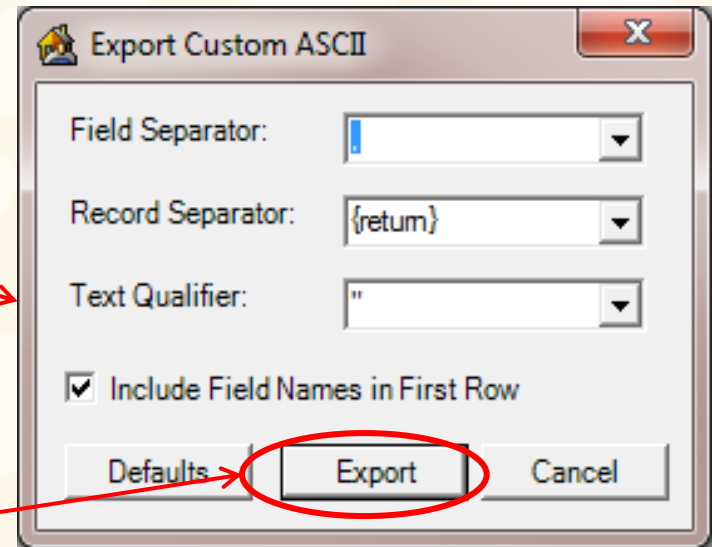 Export Custom ASCII
Field Separator: ,
Record Separator: {return}
Text Qualifier: "
Include Field Names in First Row
Defaults Export Cancel